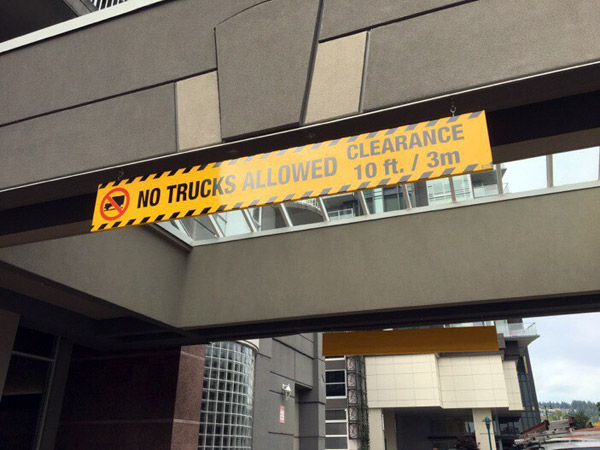 NO TRUCKS ALLOWED
CLEARANCE
10 ft. / 3m